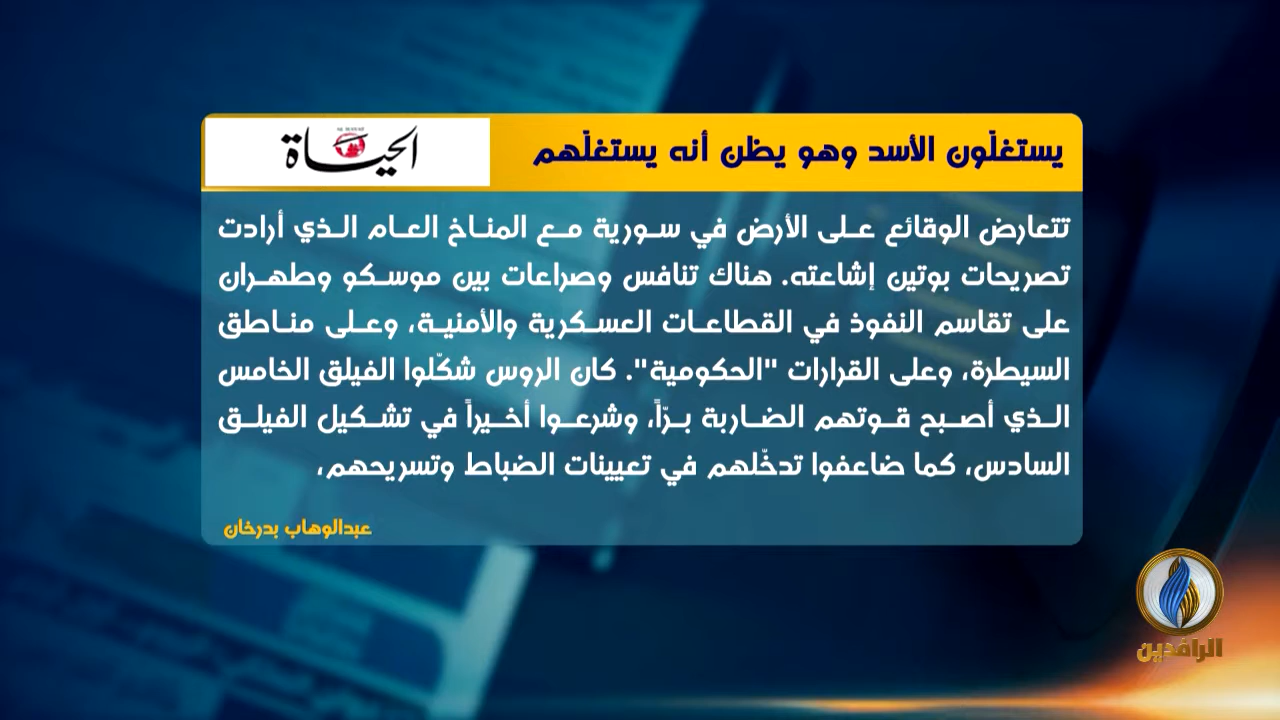 يستغلّون الأسد وهو يظن أنه يستغلّهم
الحيـاة
تتعارض الوقائع على الأرض في سورية مع المناخ العام الذي أرادت
تصريحات بوتين إشاعته. هناك تنافس وصراعات بين موسكو وطهران
على تقاسم النفوذ في القطاعات العسكرية والأمنية، وعلى مناطق
السيطرة، وعلى القرارات "الحكومية". كان الروس شكّلوا الفيلق الخامس
الذي أصبح قوتهم الضاربة برّاً، وشرعوا أخيراً في تشكيل الفيلق
السادس، كما ضاعفوا تدخّلهم في تعيينات الضباط وتسريحهم،
عبدالوهاب بدرخان
الرافدين